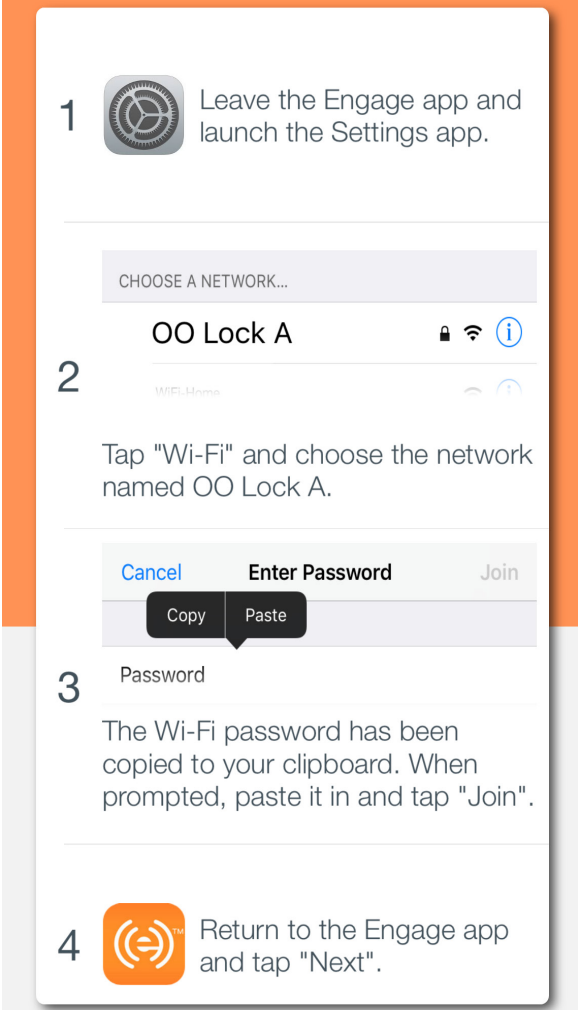 1
Leave the Engage app and
launch the Settings app.
CHOOSE A NETWORK...
OO Lock A
2
WiFi-Home
Tap "Wi-Fi" and choose the network
named OO Lock A.
Cancel Enter Password Join
Copy Paste
Password
3
The Wi-Fi password has been
copied to your clipboard. When
prompted, paste it in and tap "Join".
4
TM
Return to the Engage app
and tap "Next".